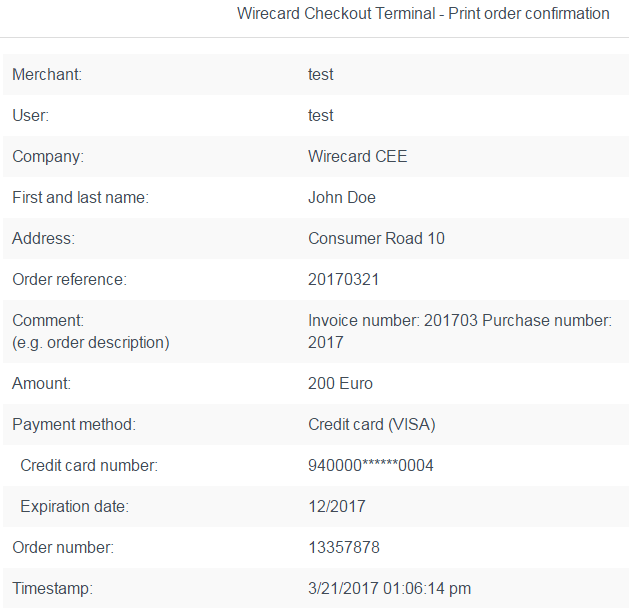 Wirecard Checkout Terminal - Print order confirmation
Merchant: test
User: test
Company: Wirecard CEE
First and last name: John Doe
Address: Consumer Road 10
Order reference: 20170321
Comment: Invoice number: 201703 Purchase number:
(e.g. order description) 2017
Amount: 200 Euro
Payment method: Credit card (VISA)
Credit card number: 940000******0004
Expiration date: 12/2017
Order number: 13357878
Timestamp: 3/21/2017 01:06:14 pm